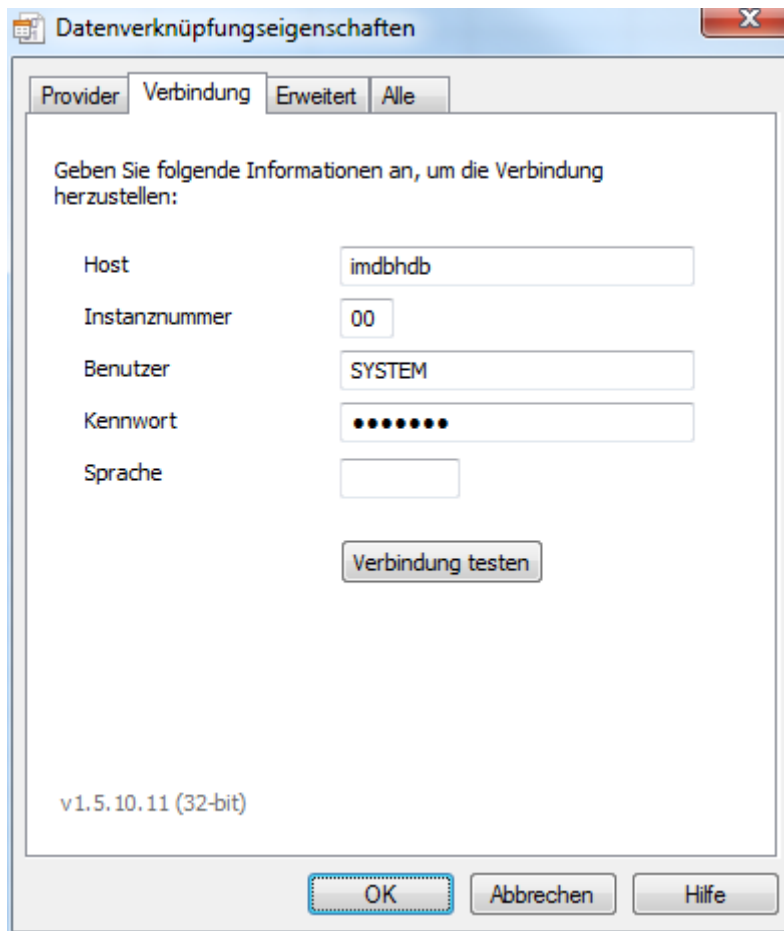 Datenverknüpfungseigenschaften
Provider Verbindung Erweitert Alle
Geben Sie folgende Informationen an, um die Verbindung
herzustellen:
Host imdbhdb
Instanznummer 00
Benutzer SYSTEM
Kennwort •••••••
Sprache
Verbindung testen
v1.5.10.11 (32-bit)
OK Abbrechen Hilfe